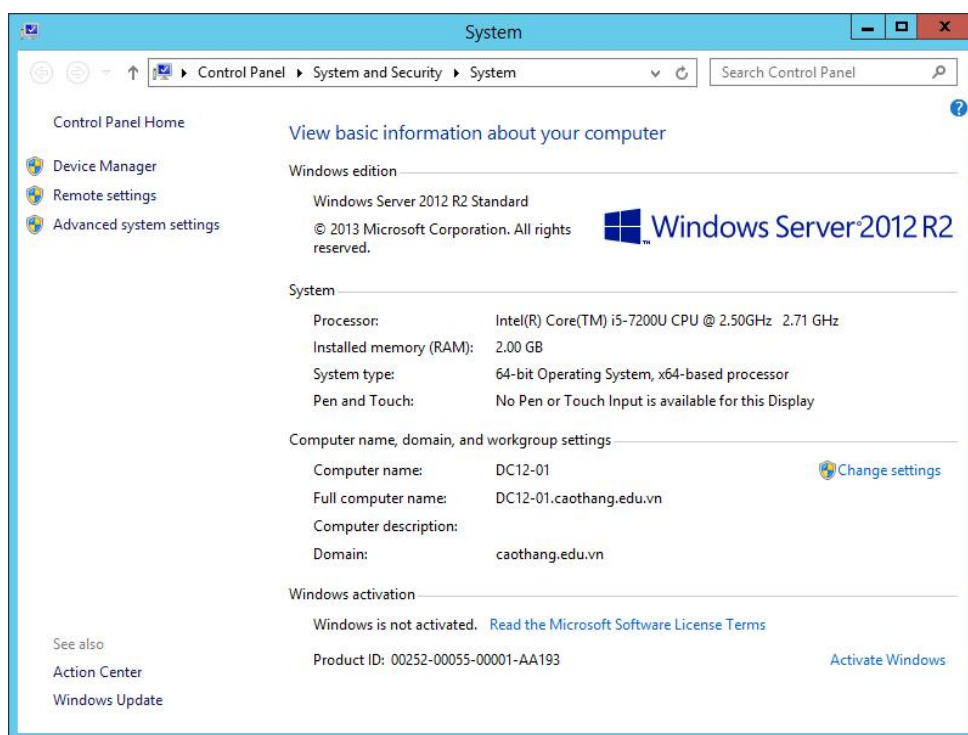 System
Control Panel System and Security System
Search Control Panel
Control Panel Home
Device Manager
Remote settings
Advanced system settings
View basic information about your computer
Windows edition
Windows Server 2012 R2 Standard
© 2013 Microsoft Corporation. All rights
reserved.
Windows Server 2012 R2
System
Processor: Intel(R) Core(TM) i5-7200U CPU @ 2.50GHz 2.71 GHz
Installed memory (RAM): 2.00 GB
System type: 64-bit Operating System, x64-based processor
Pen and Touch: No Pen or Touch Input is available for this Display
Computer name, domain, and workgroup settings
Computer name: DC12-01 Change settings
Full computer name: DC12-01.caothang.edu.vn
Computer description:
Domain: caothang.edu.vn
Windows activation
Windows is not activated. Read the Microsoft Software License Terms
Product ID: 00252-00055-00001-AA193 Activate Windows
See also
Action Center
Windows Update